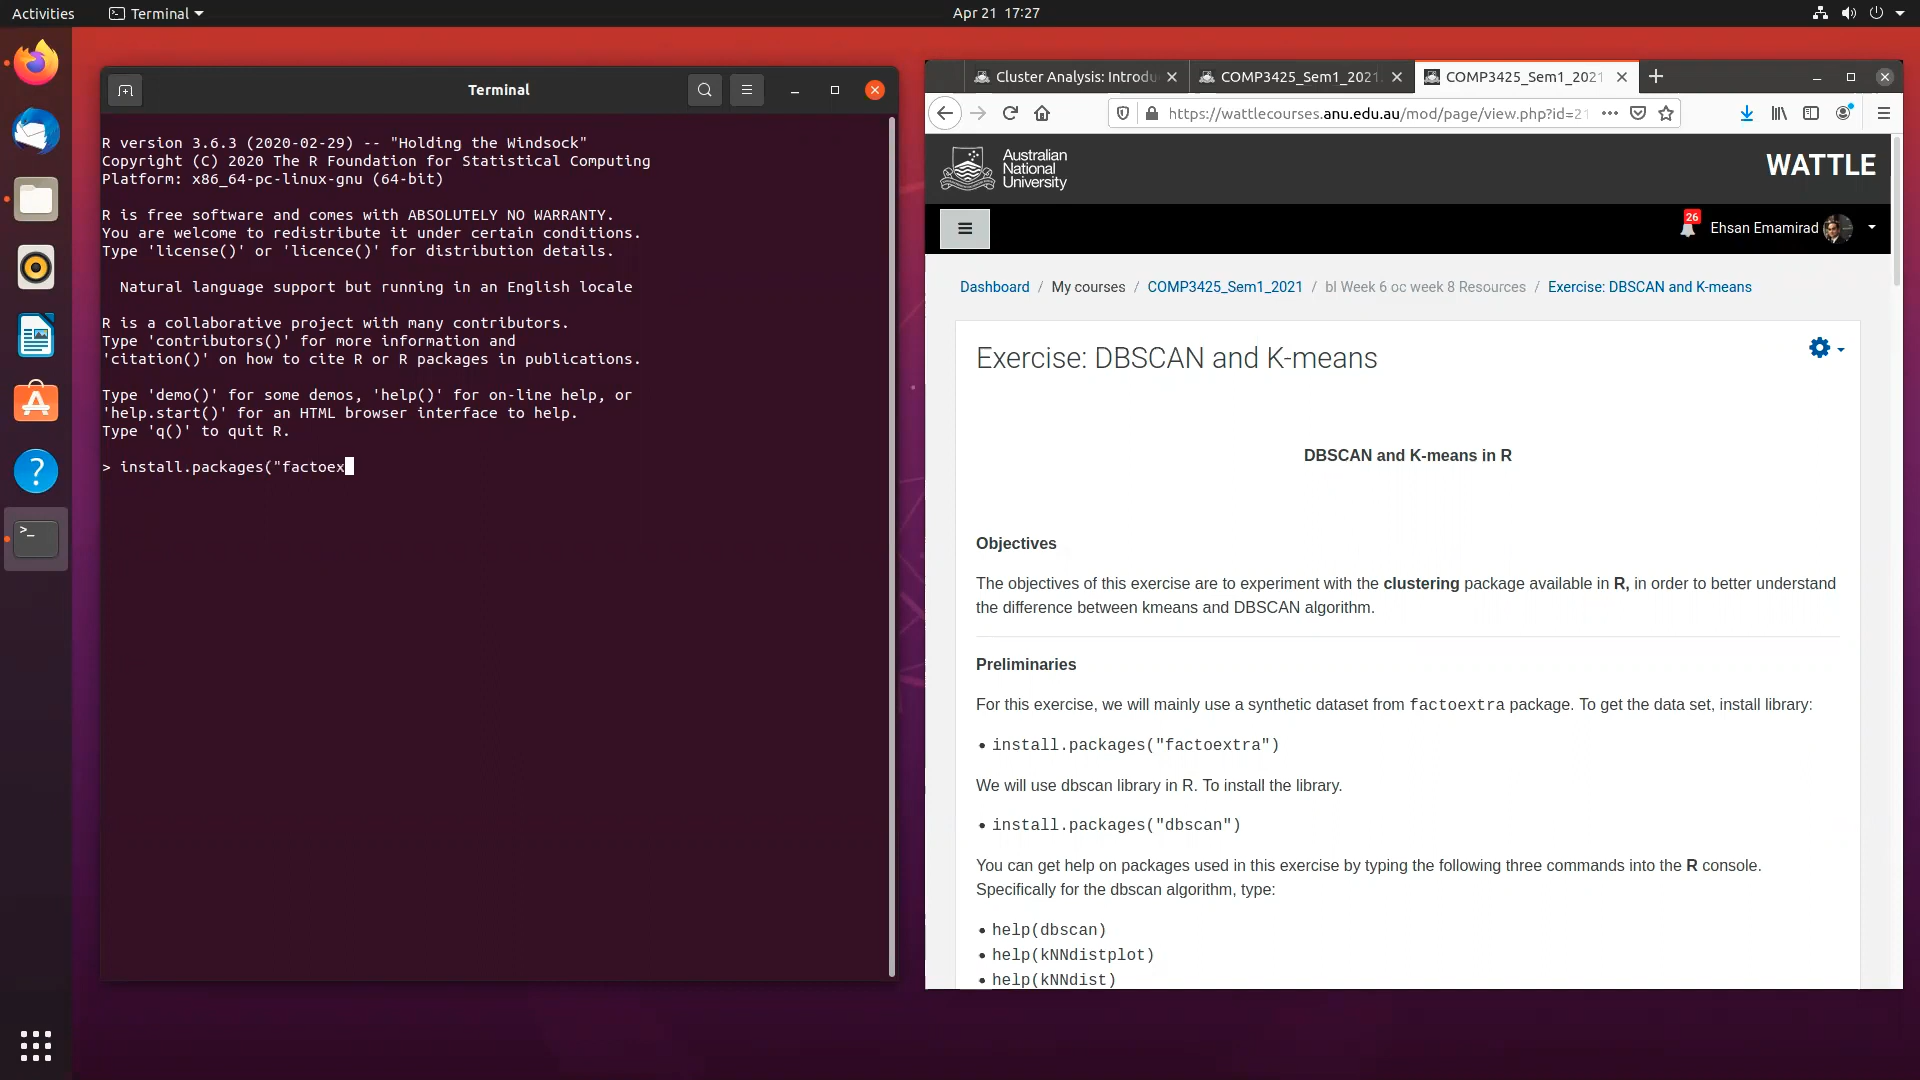 Activities
Terminal
Apr 21 17:27
Terminal
R version 3.6.3 (2020-02-29) -- "Holding the Windsock"
Copyright (C) 2020 The R Foundation for Statistical Computing
Platform: x86_64-pc-linux-gnu (64-bit)
R is free software and comes with ABSOLUTELY NO WARRANTY.
You are welcome to redistribute it under certain conditions.
Type 'license()' or 'licence()' for distribution details.
Natural language support but running in an English locale
R is a collaborative project with many contributors.
Type 'contributors()' for more information and
'citation()' on how to cite R or R packages in publications.
Type 'demo()' for some demos, 'help()' for on-line help, or
'help.start()' for an HTML browser interface to help.
Type 'q()' to quit R.
> install.packages("factoex
Cluster Analysis: Introdu
COMP3425_Sem1_2021
COMP3425_Sem1_2021
https://wattlecourses.anu.edu.au/mod/page/view.php?id=21
Australian
National
University
WATTLE
26
Ehsan Emamirad
Dashboard / My courses / COMP3425_Sem1_2021 / bl Week 6 oc week 8 Resources / Exercise: DBSCAN and K-means
Exercise: DBSCAN and K-means
DBSCAN and K-means in R
Objectives
The objectives of this exercise are to experiment with the clustering package available in R, in order to better understand
the difference between kmeans and DBSCAN algorithm.
Preliminaries
For this exercise, we will mainly use a synthetic dataset from factoextra package. To get the data set, install library:
• install.packages("factoextra")
We will use dbscan library in R. To install the library.
• install.packages("dbscan")
You can get help on packages used in this exercise by typing the following three commands into the R console.
Specifically for the dbscan algorithm, type:
• help(dbscan)
• help(kNNdistplot)
• help(kNNdist)